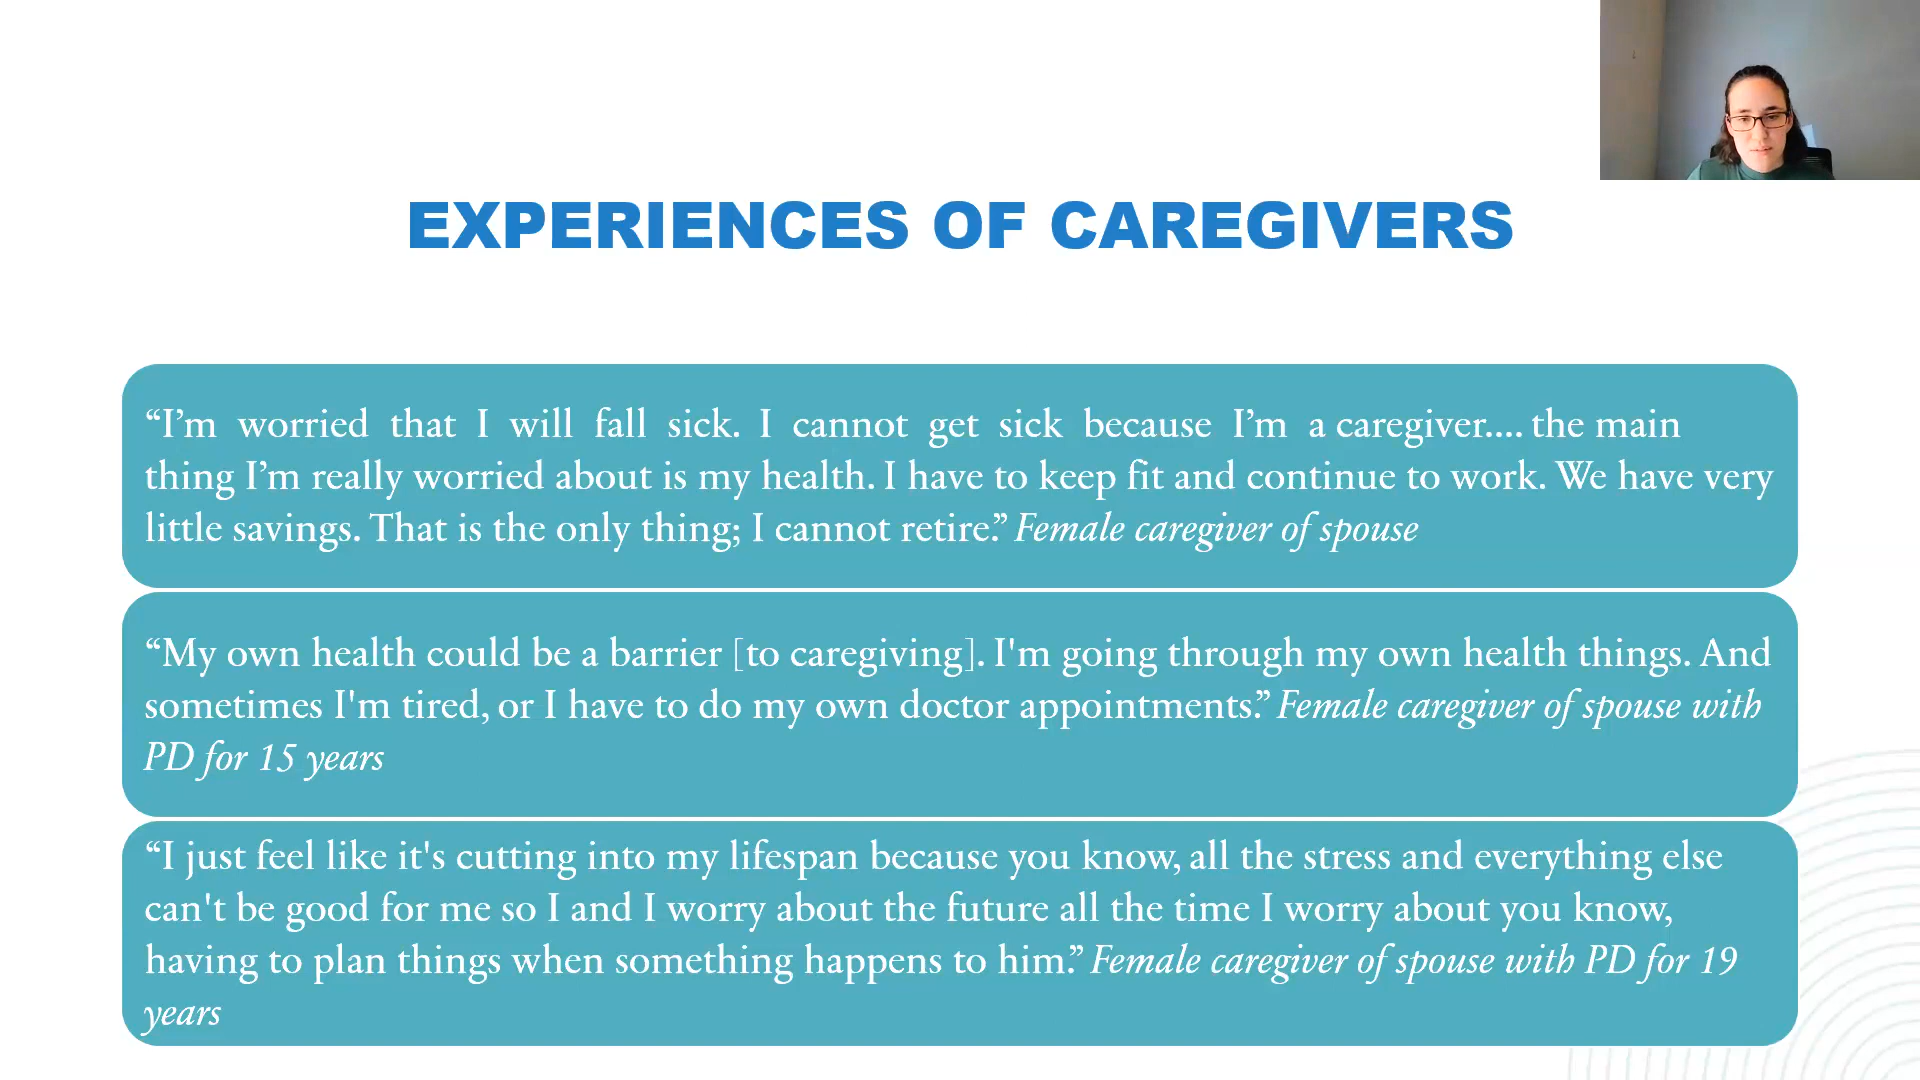 EXPERIENCES OF CAREGIVERS
“I’m worried that I will fall sick. I cannot get sick because I’m a caregiver.... the main
thing I’m really worried about is my health. I have to keep fit and continue to work. We have very
little savings. That is the only thing; I cannot retire.” Female caregiver of spouse
“My own health could be a barrier [to caregiving]. I'm going through my own health things. And
sometimes I'm tired, or I have to do my own doctor appointments.” Female caregiver of spouse with
PD for 15 years
“I just feel like it's cutting into my lifespan because you know, all the stress and everything else
can't be good for me so I and I worry about the future all the time I worry about you know,
having to plan things when something happens to him.” Female caregiver of spouse with PD for 19
years